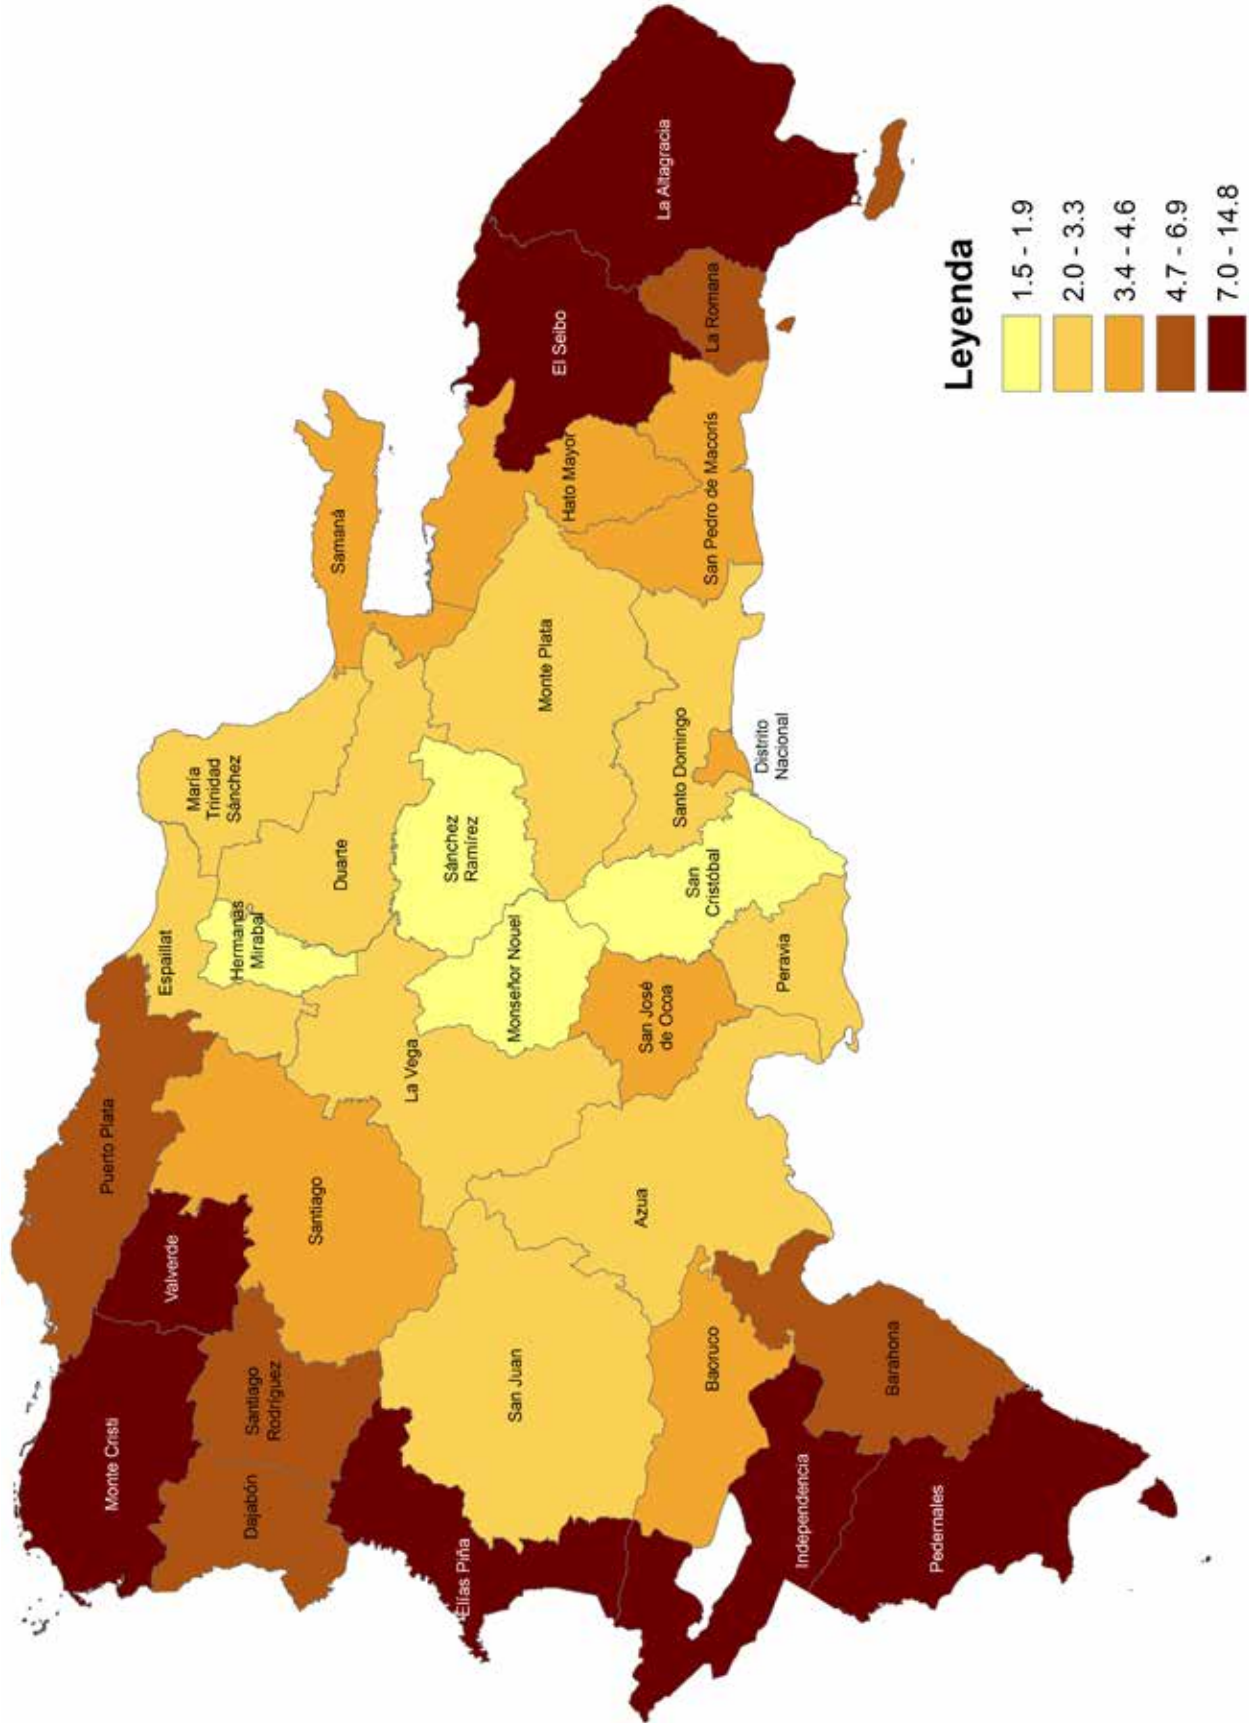 Monte Cristi
Puerto Plata
Valverde
Dajabón
Santiago
Rodríguez
Santiago
Espaillat
Hermanas
Mirabal
María
Trinidad
Sánchez
Duarte
Samaná
La Vega
Sánchez
Ramírez
Monseñor Nouel
Monte Plata
Hato Mayor
El Seibo
La Altagracia
La Romana
San Pedro de Macorís
Santo Domingo
Distrito
Nacional
San
Cristóbal
San José
de Ocoa
Peravia
Azua
San Juan
Elías Piña
Baoruco
Independencia
Barahona
Pedernales
Leyenda
1.5 - 1.9
2.0 - 3.3
3.4 - 4.6
4.7 - 6.9
7.0 - 14.8